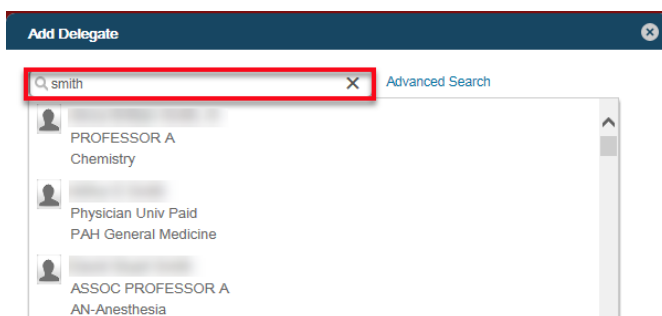 Add Delegate
smith
Advanced Search
PROFESSOR A
Chemistry
Physician Univ Paid
PAH General Medicine
ASSOC PROFESSOR A
AN-Anesthesia